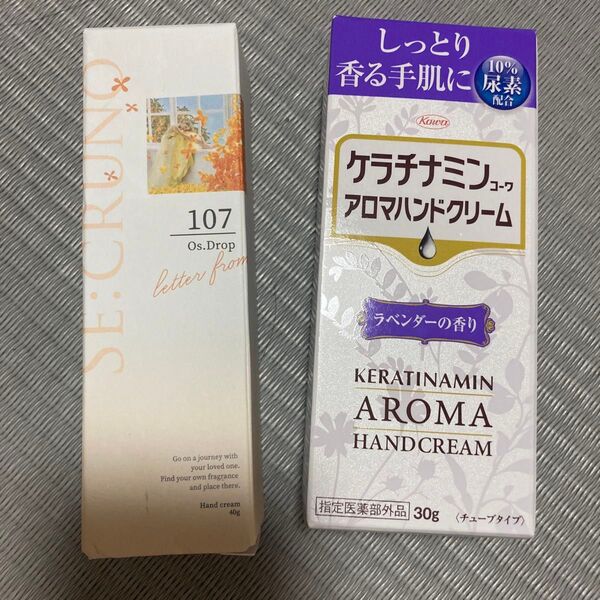 SE:CRUNO
107
Os.Drop
letter from
Go on a journey with
your loved one.
Find your own fragrance
and place there.
Hand cream
40g
しっとり
香る手肌に
10%
尿素
配合
Kowa
ケラチナミンコーワ
アロマハンドクリーム
ラベンダーの香り
KERATINAMIN
AROMA
HANDCREAM
指定医薬部外品 30g
(チューブタイプ)